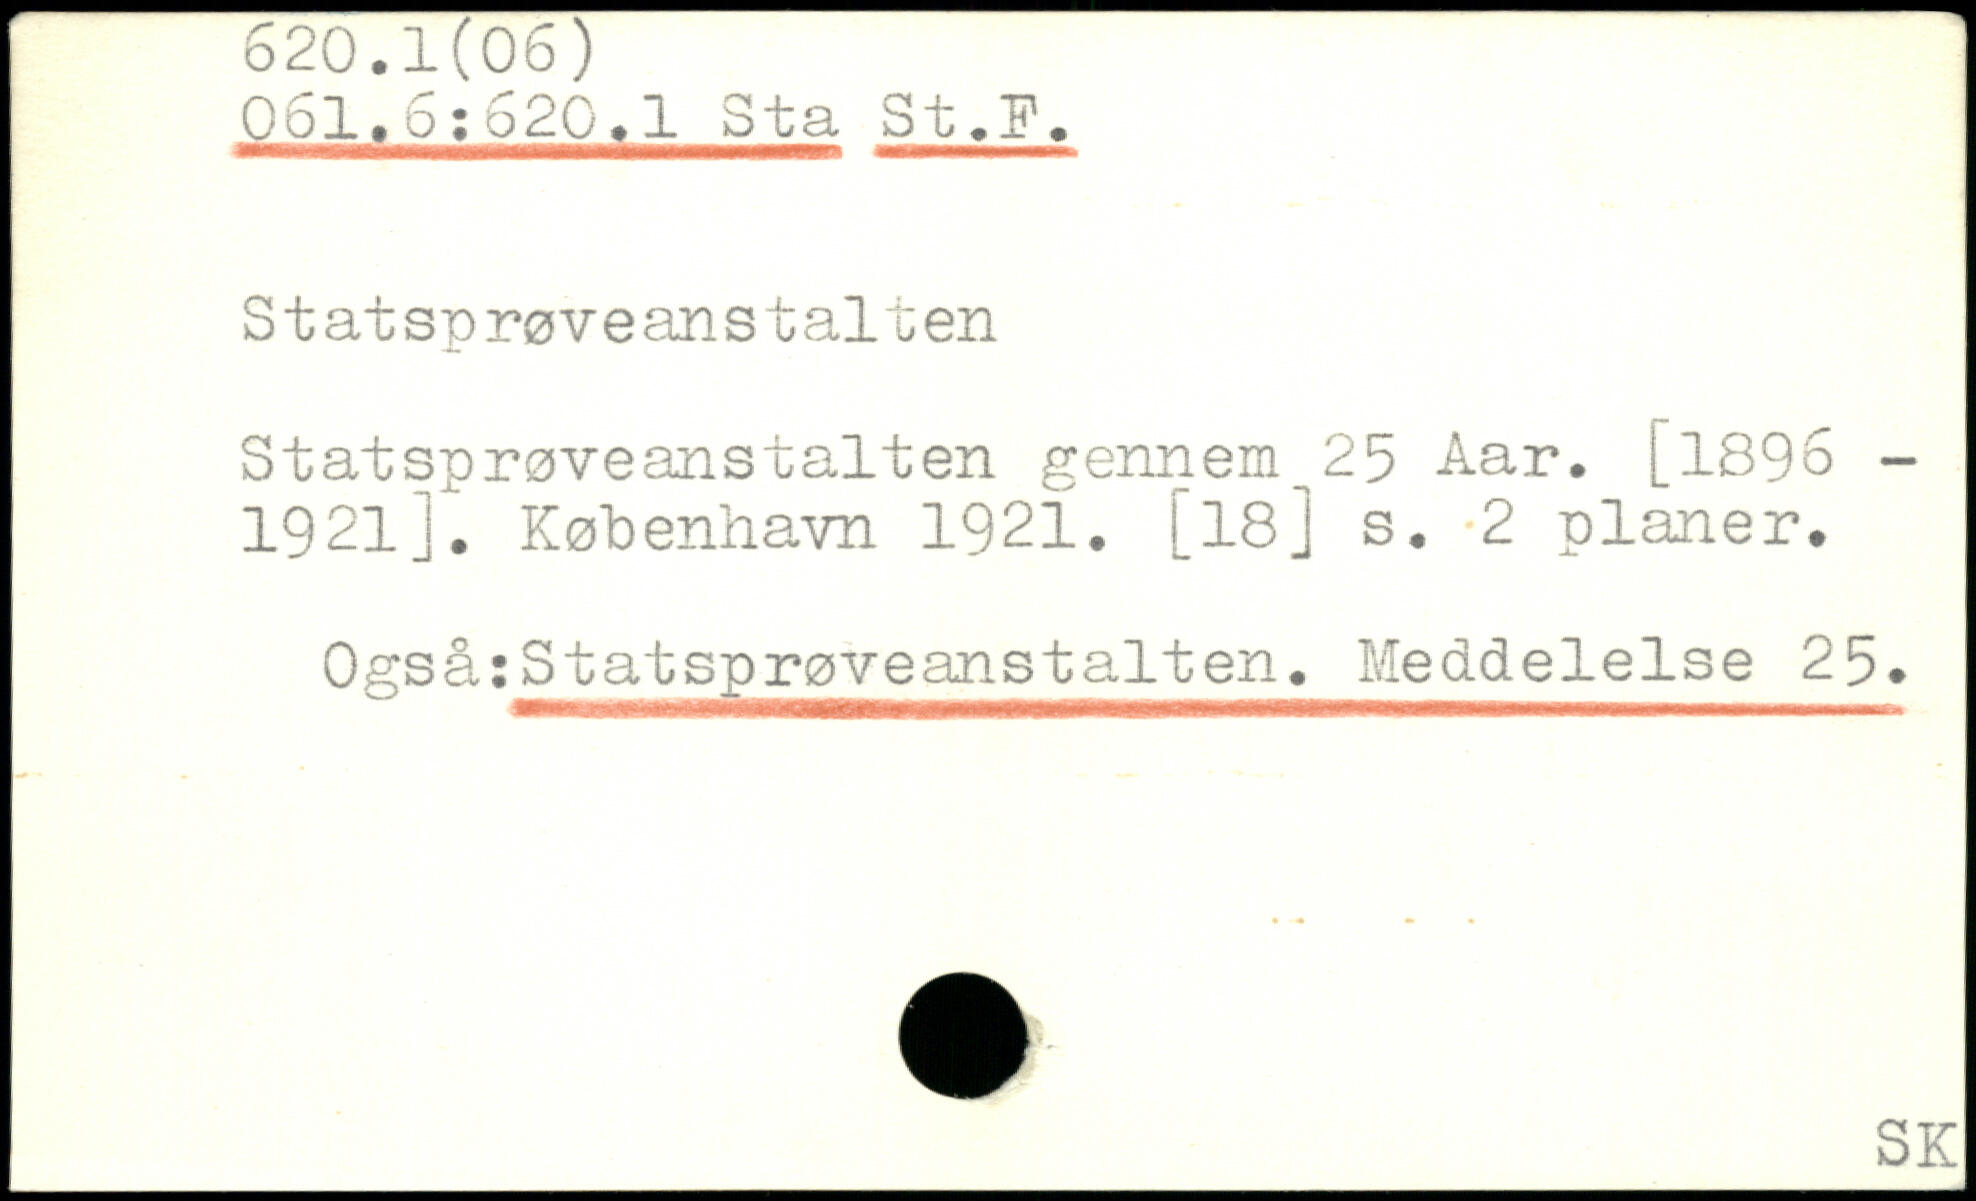 620.1(06)
061.6:620.1 Sta St.F.
Statsprøveanstalten
Statsprøveanstalten gennem 25 Aar. [1896 -
1921]. København 1921. [18] s. 2 planer.
Også:Statsprøveanstalten. Meddelelse 25.
SK